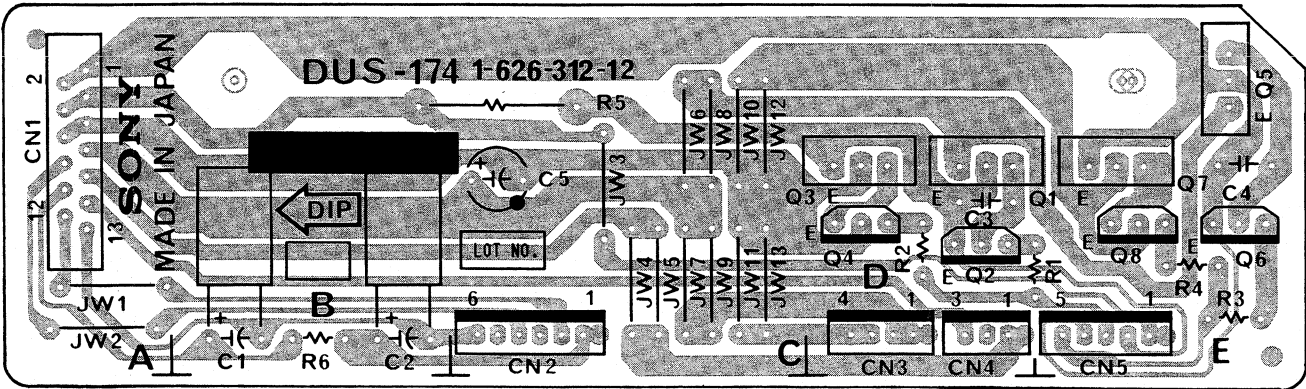 DUS-174 1-626-312-12
SONY
MADE IN JAPAN
CN1
2
1
12
13
R5
JW3
JW6
JW8
JW10
JW12
Q5
E
C5
DIP
LOT NO.
Q3
E
E
Q1
E
Q7
C4
C3
E
Q4
R2
D
E
Q2
R1
E
Q8
E
R4
Q6
E
JW4
JW5
JW7
JW9
JW11
JW13
JW1
JW2
B
6
1
4
1
3
1
5
1
R3
A
+
C1
R6
+
C2
CN2
C
CN3
CN4
CN5
E
+